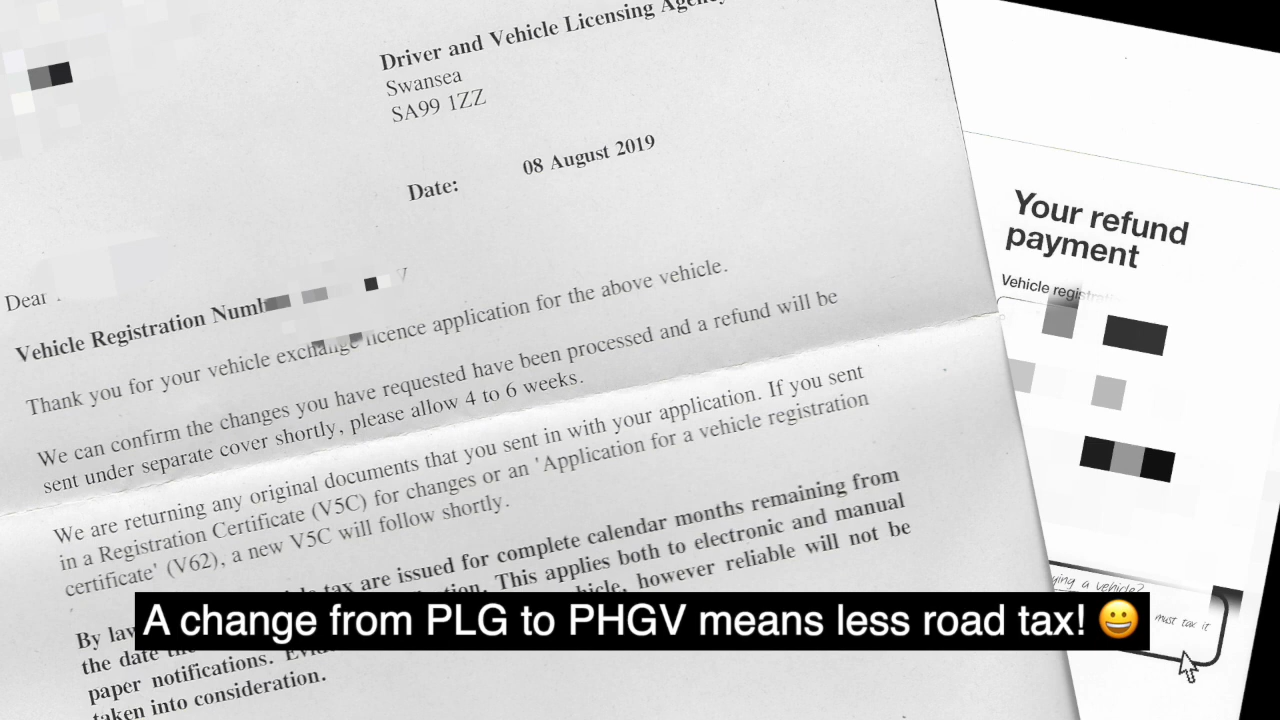 Driver and Vehicle Licensing Agency
Swansea
SA99 1ZZ
Date: 08 August 2019
Dear
Vehicle Registration
Thank you for your vehicle exchange licence application for the above vehicle.
We can confirm the changes you have requested have been processed and a refund will be
sent under separate cover shortly, please allow 4 to 6 weeks.
We are returning any original documents that you sent in with your application. If you sent
in a Registration Certificate (V5C) for changes or an 'Application for a vehicle registration
certificate' (V62), a new V5C will follow shortly.
By law tax are issued for complete calendar months remaining from
the date This applies both to electronic and manual
paper notifications. however reliable will not be
taken into consideration.
Your refund
payment
Vehicle
a vehicle?
must tax it
A change from PLG to PHGV means less road tax! 😀